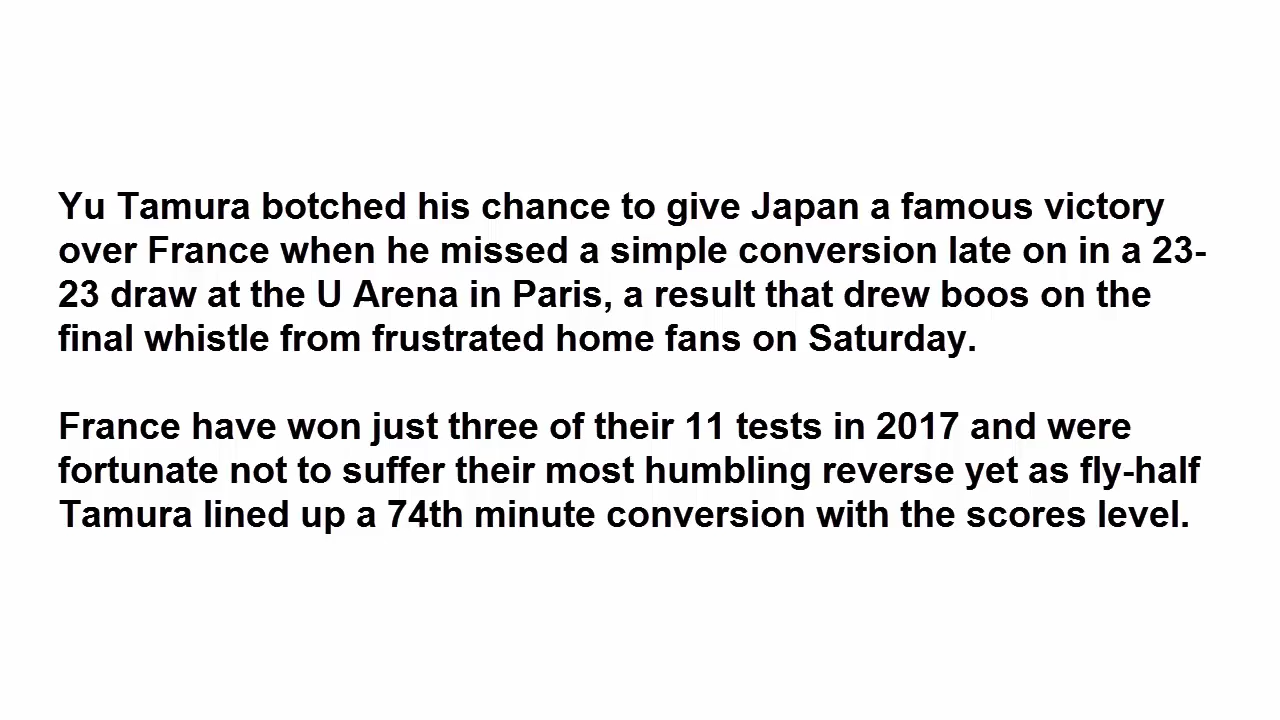 Yu Tamura botched his chance to give Japan a famous victory
over France when he missed a simple conversion late on in a 23-
23 draw at the U Arena in Paris, a result that drew boos on the
final whistle from frustrated home fans on Saturday.
France have won just three of their 11 tests in 2017 and were
fortunate not to suffer their most humbling reverse yet as fly-half
Tamura lined up a 74th minute conversion with the scores level.